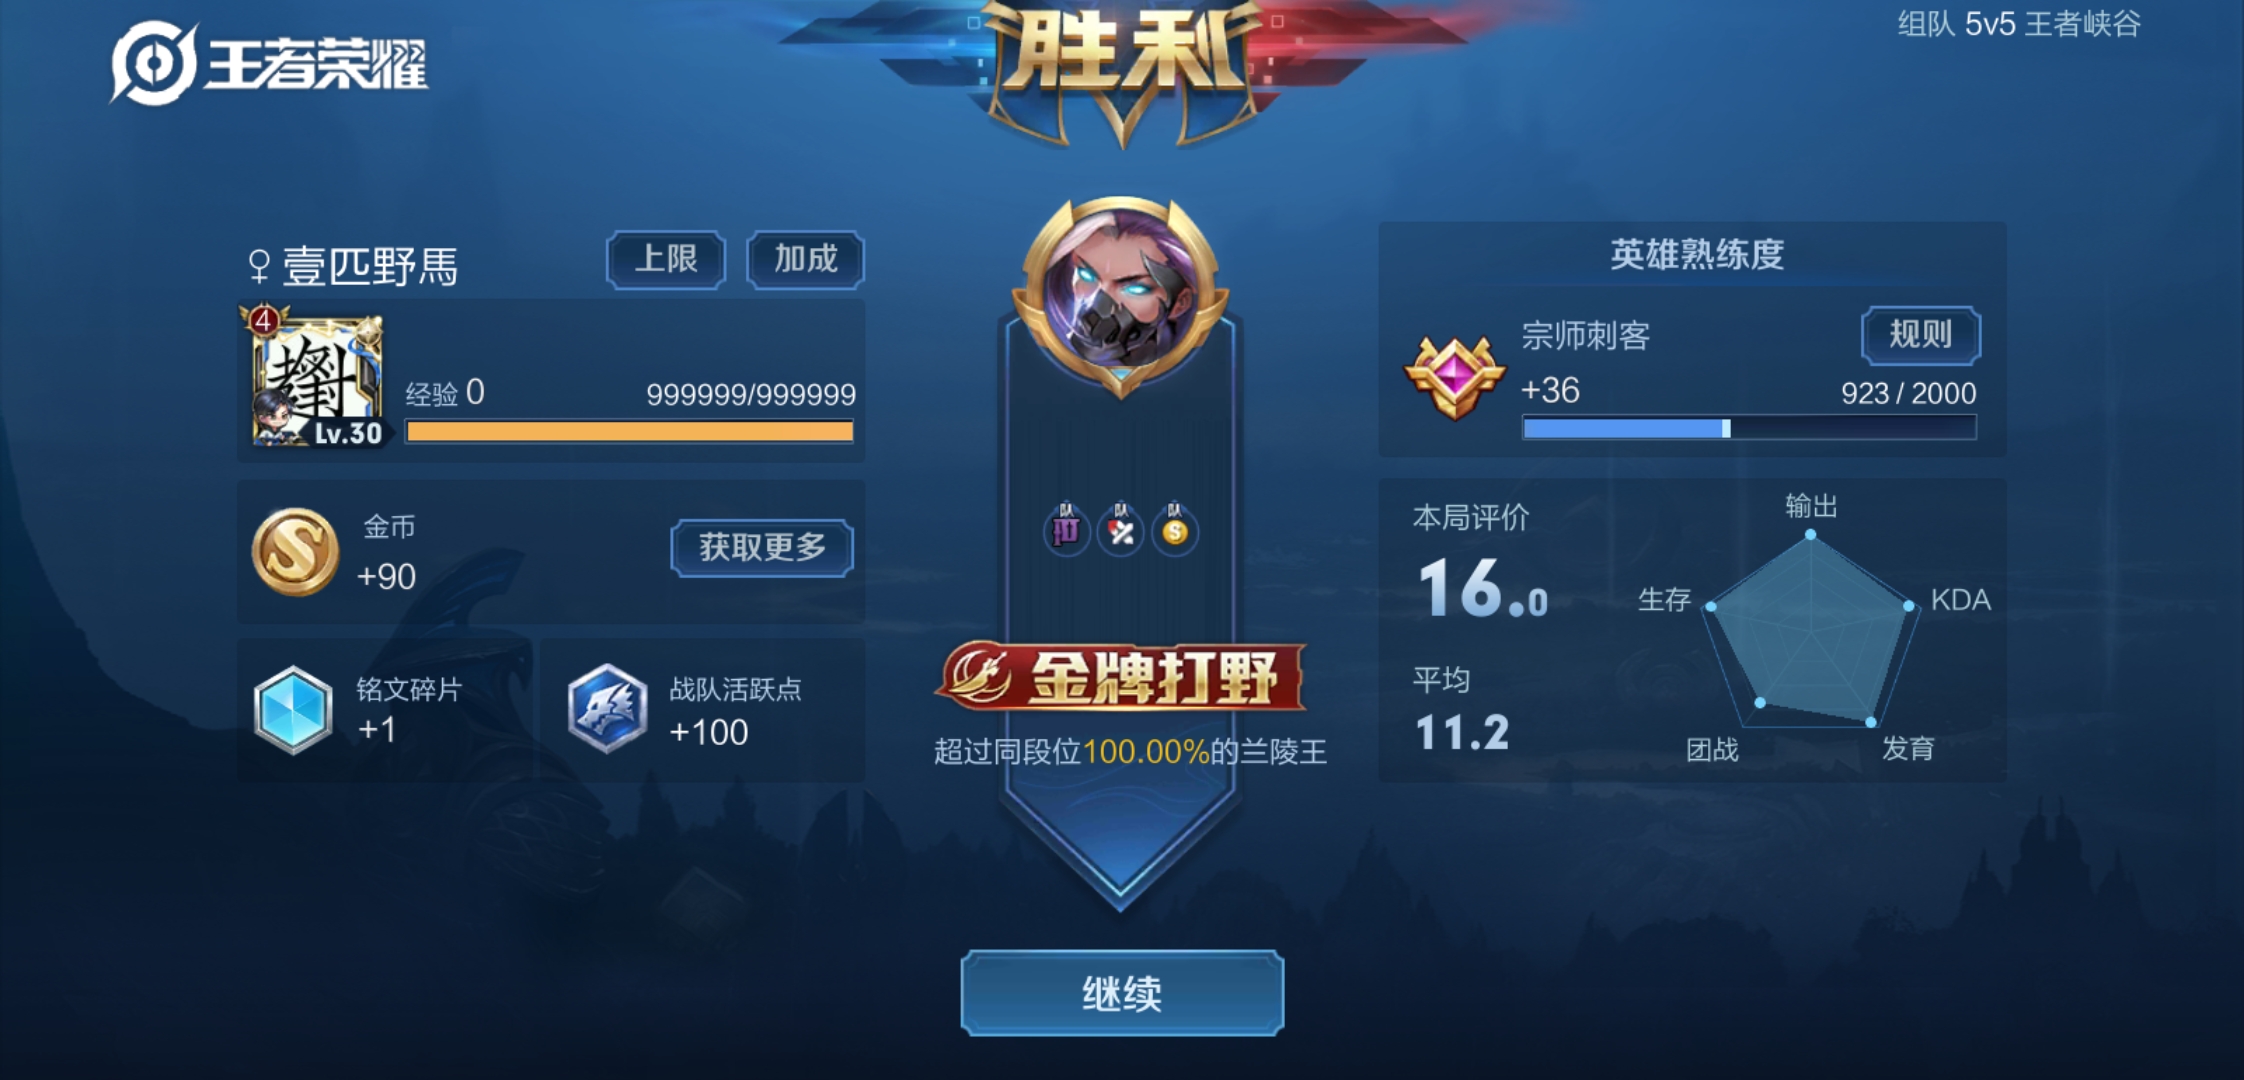 王者荣耀
胜利
组队 5v5 王者峡谷
♀ 壹匹野馬
上限
加成
4
Lv.30
经验 0
999999/999999
金币
+90
获取更多
铭文碎片
+1
战队活跃点
+100
队
队
队
金牌打野
超过同段位100.00%的兰陵王
英雄熟练度
宗师刺客
规则
+36
923 / 2000
本局评价
16.0
平均
11.2
输出
生存
KDA
团战
发育
继续